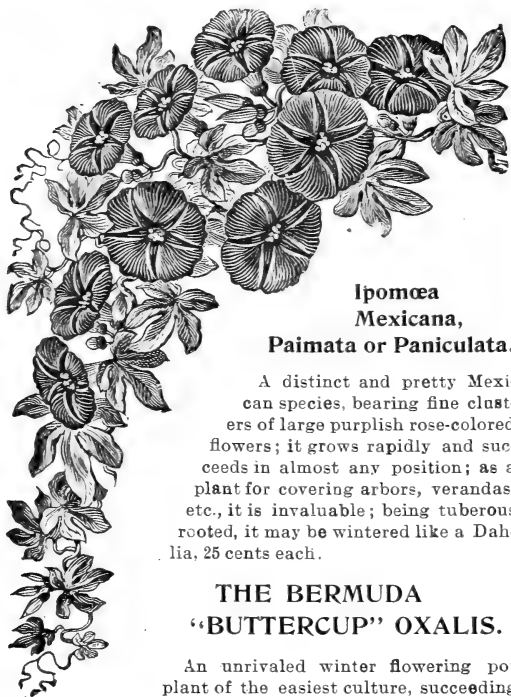 Ipomœa
Mexicana,
Paimata or Paniculata.
A distinct and pretty Mexi-
can species, bearing fine clust-
ers of large purplish rose-colored
flowers; it grows rapidly and suc-
ceeds in almost any position; as a
plant for covering arbors, verandas,
etc., it is invaluable; being tuberous
rooted, it may be wintered like a Dah-
lia, 25 cents each.
THE BERMUDA
"BUTTERCUP" OXALIS.
An unrivaled winter flowering po
plant of the easiest culture, succeeding